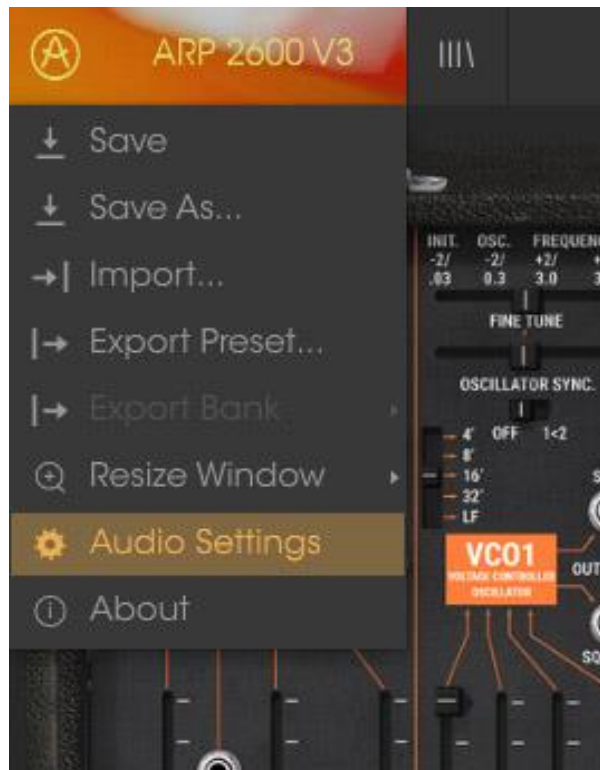 ARP 2600 V3
Save
Save As...
Import...
Export Preset...
Export Bank
Resize Window
Audio Settings
About
INIT. OSC. FREQUENC
-2/ -2/ +2/ +
.03 0.3 3.0 3
FINE TUNE
OSCILLATOR SYNC.
OFF 1<2
4'
8'
16'
32'
LF
S
VCO1
VOLTAGE CONTROLLED
OSCILLATOR
OUT
SQ